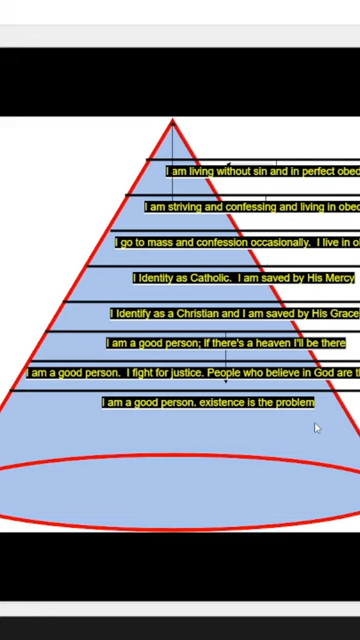 I am living without sin and in perfect obed
I am striving and confessing and living in obed
I go to mass and confession occasionally. I live in o
I Identity as Catholic. I am saved by His Mercy
I Identify as a Christian and I am saved by His Grace
I am a good person; if there's a heaven I'll be there
I am a good person. I fight for justice. People who believe in God are th
I am a good person. existence is the problem